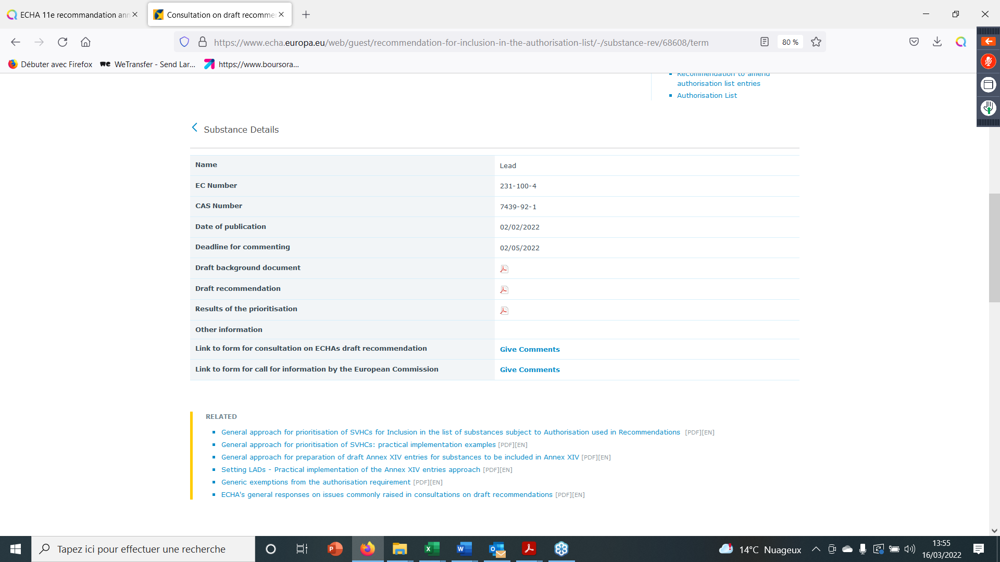 ECHA 11e recommandation ann
Consultation on draft recomme
https://www.echa.europa.eu/web/guest/recommendation-for-inclusion-in-the-authorisation-list/-/substance-rev/68608/term
80 %
Débuter avec Firefox
WeTransfer - Send Lar...
https://www.boursora...
Recommendation to amend
authorisation list entries
Authorisation List
Substance Details
Name Lead
EC Number 231-100-4
CAS Number 7439-92-1
Date of publication 02/02/2022
Deadline for commenting 02/05/2022
Draft background document
Draft recommendation
Results of the prioritisation
Other information
Link to form for consultation on ECHAs draft recommendation Give Comments
Link to form for call for information by the European Commission Give Comments
RELATED
General approach for prioritisation of SVHCs for Inclusion in the list of substances subject to Authorisation used in Recommendations [PDF][EN]
General approach for prioritisation of SVHCs: practical implementation examples [PDF][EN]
General approach for preparation of draft Annex XIV entries for substances to be included in Annex XIV [PDF][EN]
Setting LADs - Practical implementation of the Annex XIV entries approach [PDF][EN]
Generic exemptions from the authorisation requirement [PDF][EN]
ECHA's general responses on issues commonly raised in consultations on draft recommendations [PDF][EN]
Tapez ici pour effectuer une recherche
14°C Nuageux
13:55
16/03/2022